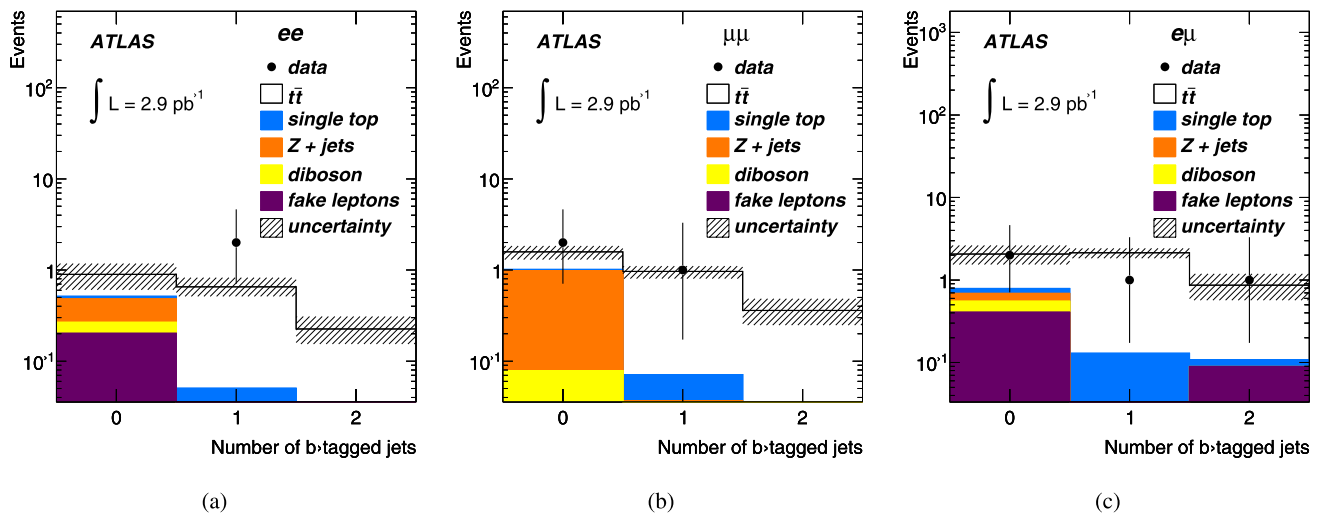 Events
10²
10
1
10›¹
ATLAS
∫ L = 2.9 pb›¹
ee
data
tt̄
single top
Z + jets
diboson
fake leptons
uncertainty
0 1 2
Number of b›tagged jets
(a)
Events
10²
10
1
10›¹
ATLAS
∫ L = 2.9 pb›¹
μμ
data
tt̄
single top
Z + jets
diboson
fake leptons
uncertainty
0 1 2
Number of b›tagged jets
(b)
Events
10³
10²
10
1
10›¹
ATLAS
∫ L = 2.9 pb›¹
eμ
data
tt̄
single top
Z + jets
diboson
fake leptons
uncertainty
0 1 2
Number of b›tagged jets
(c)